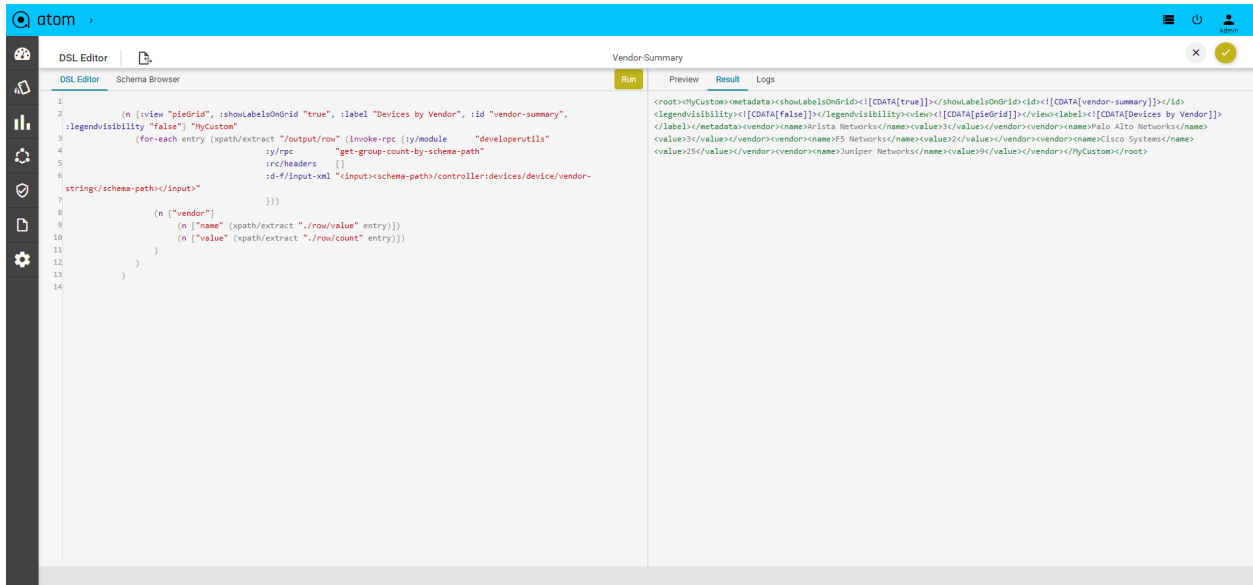 atom ›
Admin
DSL Editor
Vendor-Summary
DSL Editor Schema Browser Run
Preview Result Logs
1
2 (n {:view "pieGrid", :showLabelsOnGrid "true", :label "Devices by Vendor", :id "vendor-summary",
:legendvisibility "false"} "MyCustom"
3 (for-each entry (xpath/extract "/output/row" (invoke-rpc {:y/module "developerutils"
4 :y/rpc "get-group-count-by-schema-path"
5 :rc/headers []
6 :d-f/input-xml "<input><schema-path>/controller:devices/device/vendor-
string</schema-path></input>"
7 }))
8 (n ["vendor"]
9 (n ["name" (xpath/extract "./row/value" entry)])
10 (n ["value" (xpath/extract "./row/count" entry)])
11 )
12 )
13 )
14
<root><MyCustom><metadata><showLabelsOnGrid><![CDATA[true]]></showLabelsOnGrid><id><![CDATA[vendor-summary]]></id>
<legendvisibility><![CDATA[false]]></legendvisibility><view><![CDATA[pieGrid]]></view><label><![CDATA[Devices by Vendor]]>
</label></metadata><vendor><name>Arista Networks</name><value>3</value></vendor><vendor><name>Palo Alto Networks</name>
<value>3</value></vendor><vendor><name>F5 Networks</name><value>2</value></vendor><vendor><name>Cisco Systems</name>
<value>25</value></vendor><vendor><name>Juniper Networks</name><value>9</value></vendor></MyCustom></root>